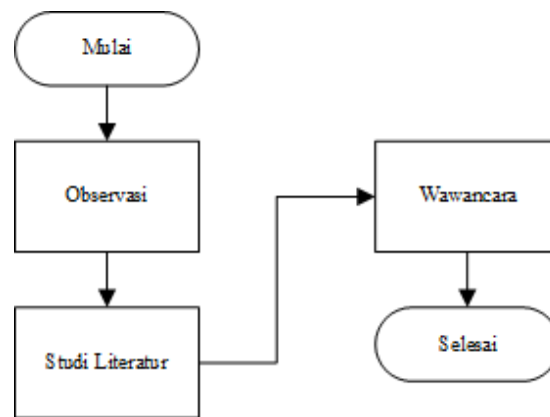 Mulai
Observasi
Studi Literatur
Wawancara
Selesai